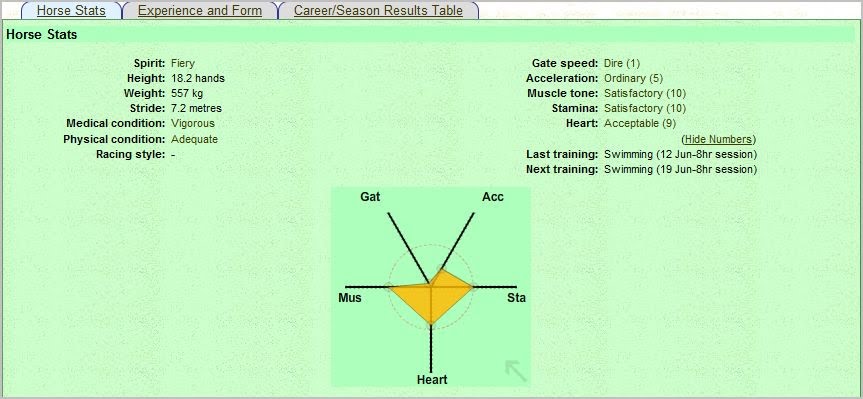 Horse Stats Experience and Form Career/Season Results Table
Horse Stats
Spirit: Fiery
Height: 18.2 hands
Weight: 557 kg
Stride: 7.2 metres
Medical condition: Vigorous
Physical condition: Adequate
Racing style: -
Gate speed: Dire (1)
Acceleration: Ordinary (5)
Muscle tone: Satisfactory (10)
Stamina: Satisfactory (10)
Heart: Acceptable (9)
(Hide Numbers)
Last training: Swimming (12 Jun-8hr session)
Next training: Swimming (19 Jun-8hr session)
Gat Acc
Mus Sta
Heart